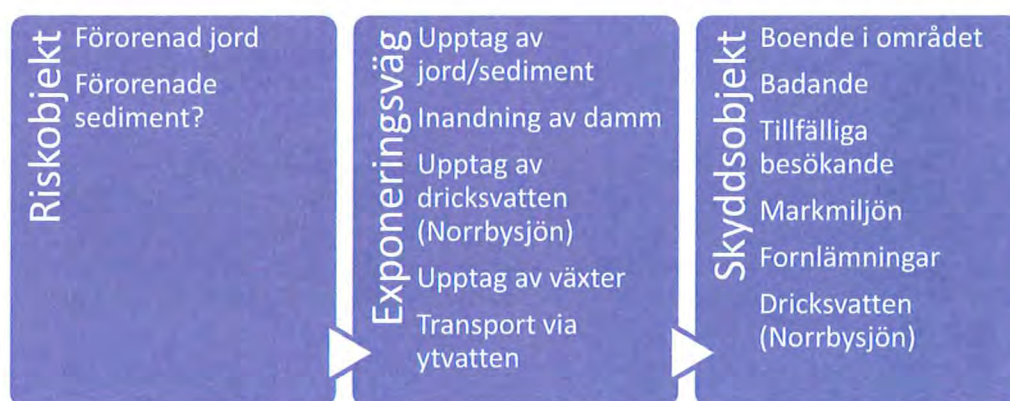 Riskobjekt
Förorenad jord
Förorenade
sediment?
Exponeringsväg
Upptag av
jord/sediment
Inandning av damm
Upptag av
dricksvatten
(Norrbysjön)
Upptag av växter
Transport via
ytvatten
Skyddsobjekt
Boende i området
Badande
Tillfälliga
besökande
Markmiljön
Fornlämningar
Dricksvatten
(Norrbysjön)